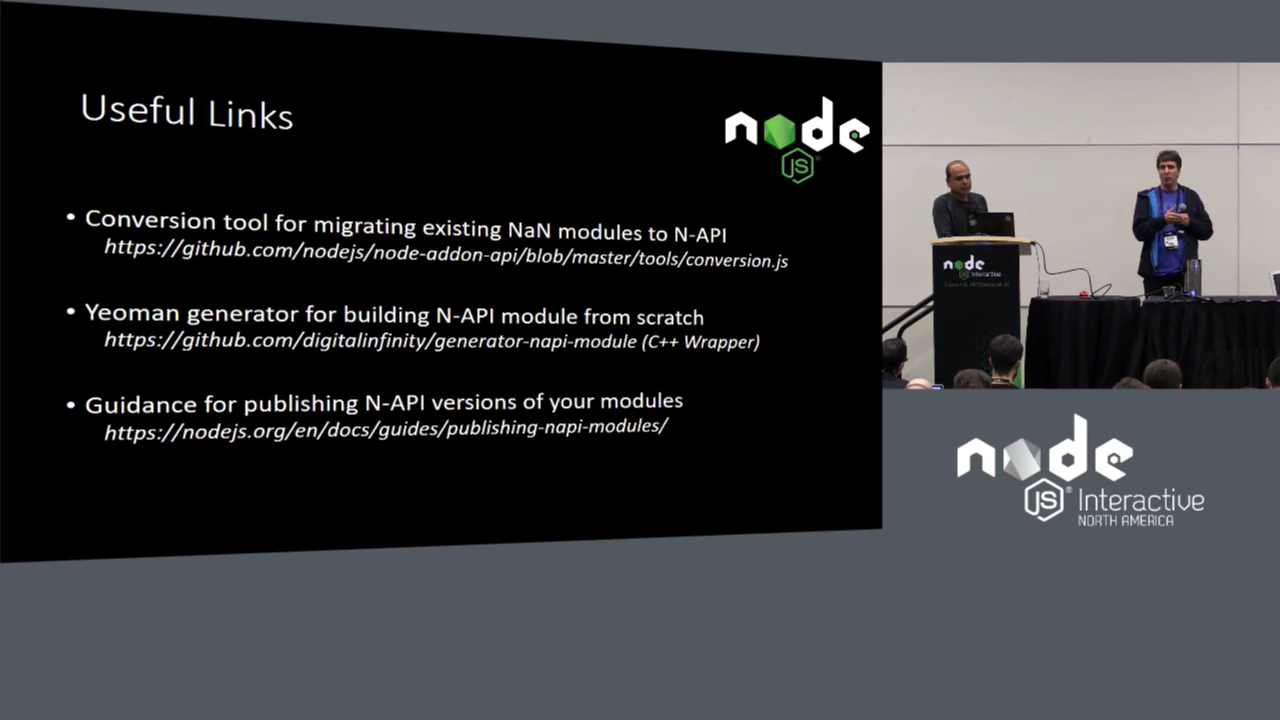 Useful Links
node
JS
• Conversion tool for migrating existing NaN modules to N-API
https://github.com/nodejs/node-addon-api/blob/master/tools/conversion.js
• Yeoman generator for building N-API module from scratch
https://github.com/digitalinfinity/generator-napi-module (C++ Wrapper)
• Guidance for publishing N-API versions of your modules
https://nodejs.org/en/docs/guides/publishing-napi-modules/
node
Interactive
node
JS® Interactive
NORTH AMERICA